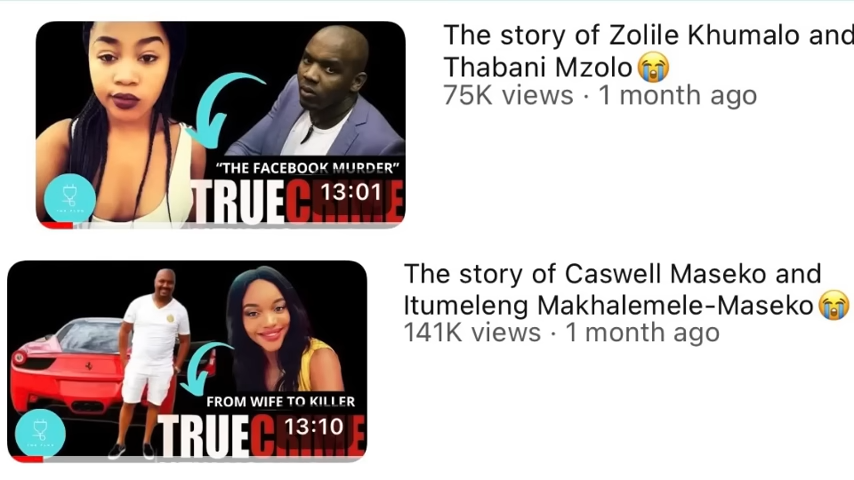 The story of Zolile Khumalo and
Thabani Mzolo😭
75K views · 1 month ago
"THE FACEBOOK MURDER"
TRUECRIME
13:01
The story of Caswell Maseko and
Itumeleng Makhalemele-Maseko😭
141K views · 1 month ago
FROM WIFE TO KILLER
TRUECRIME
13:10